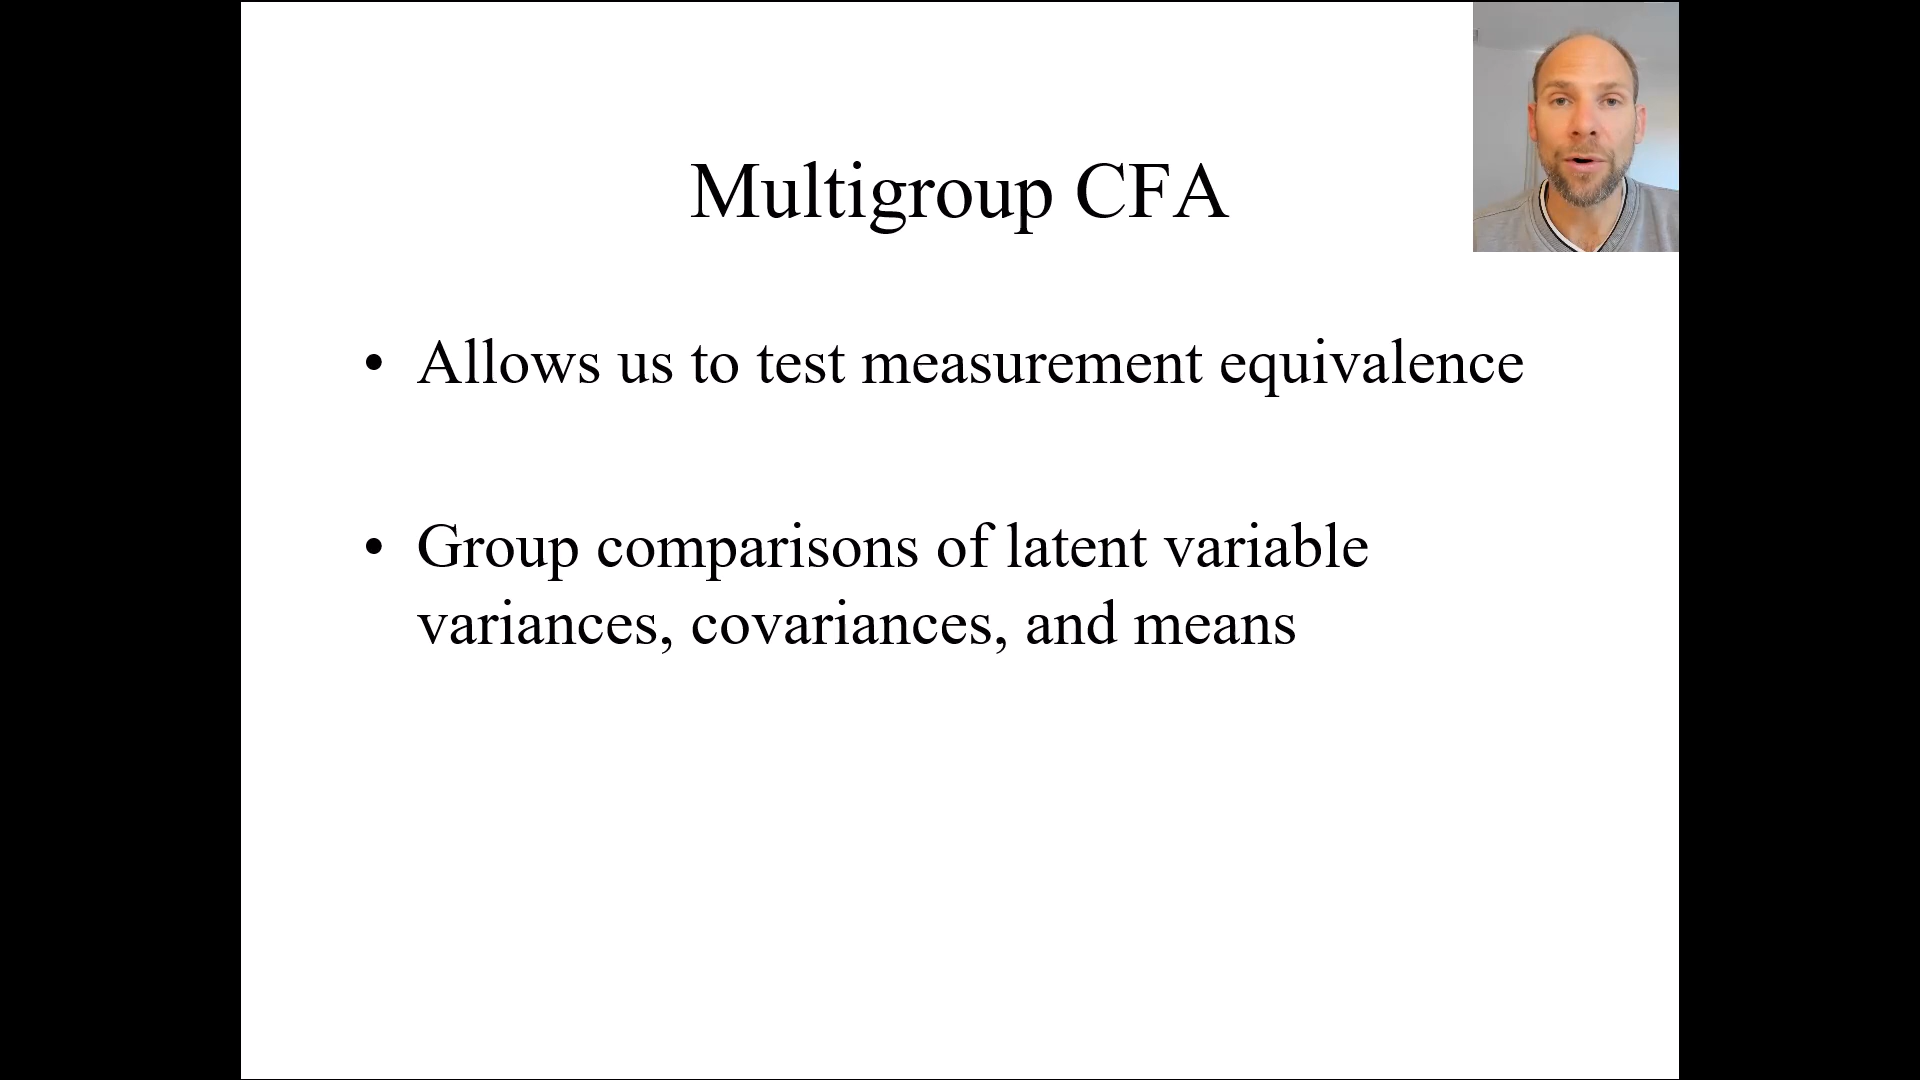 Multigroup CFA
• Allows us to test measurement equivalence
• Group comparisons of latent variable
variances, covariances, and means